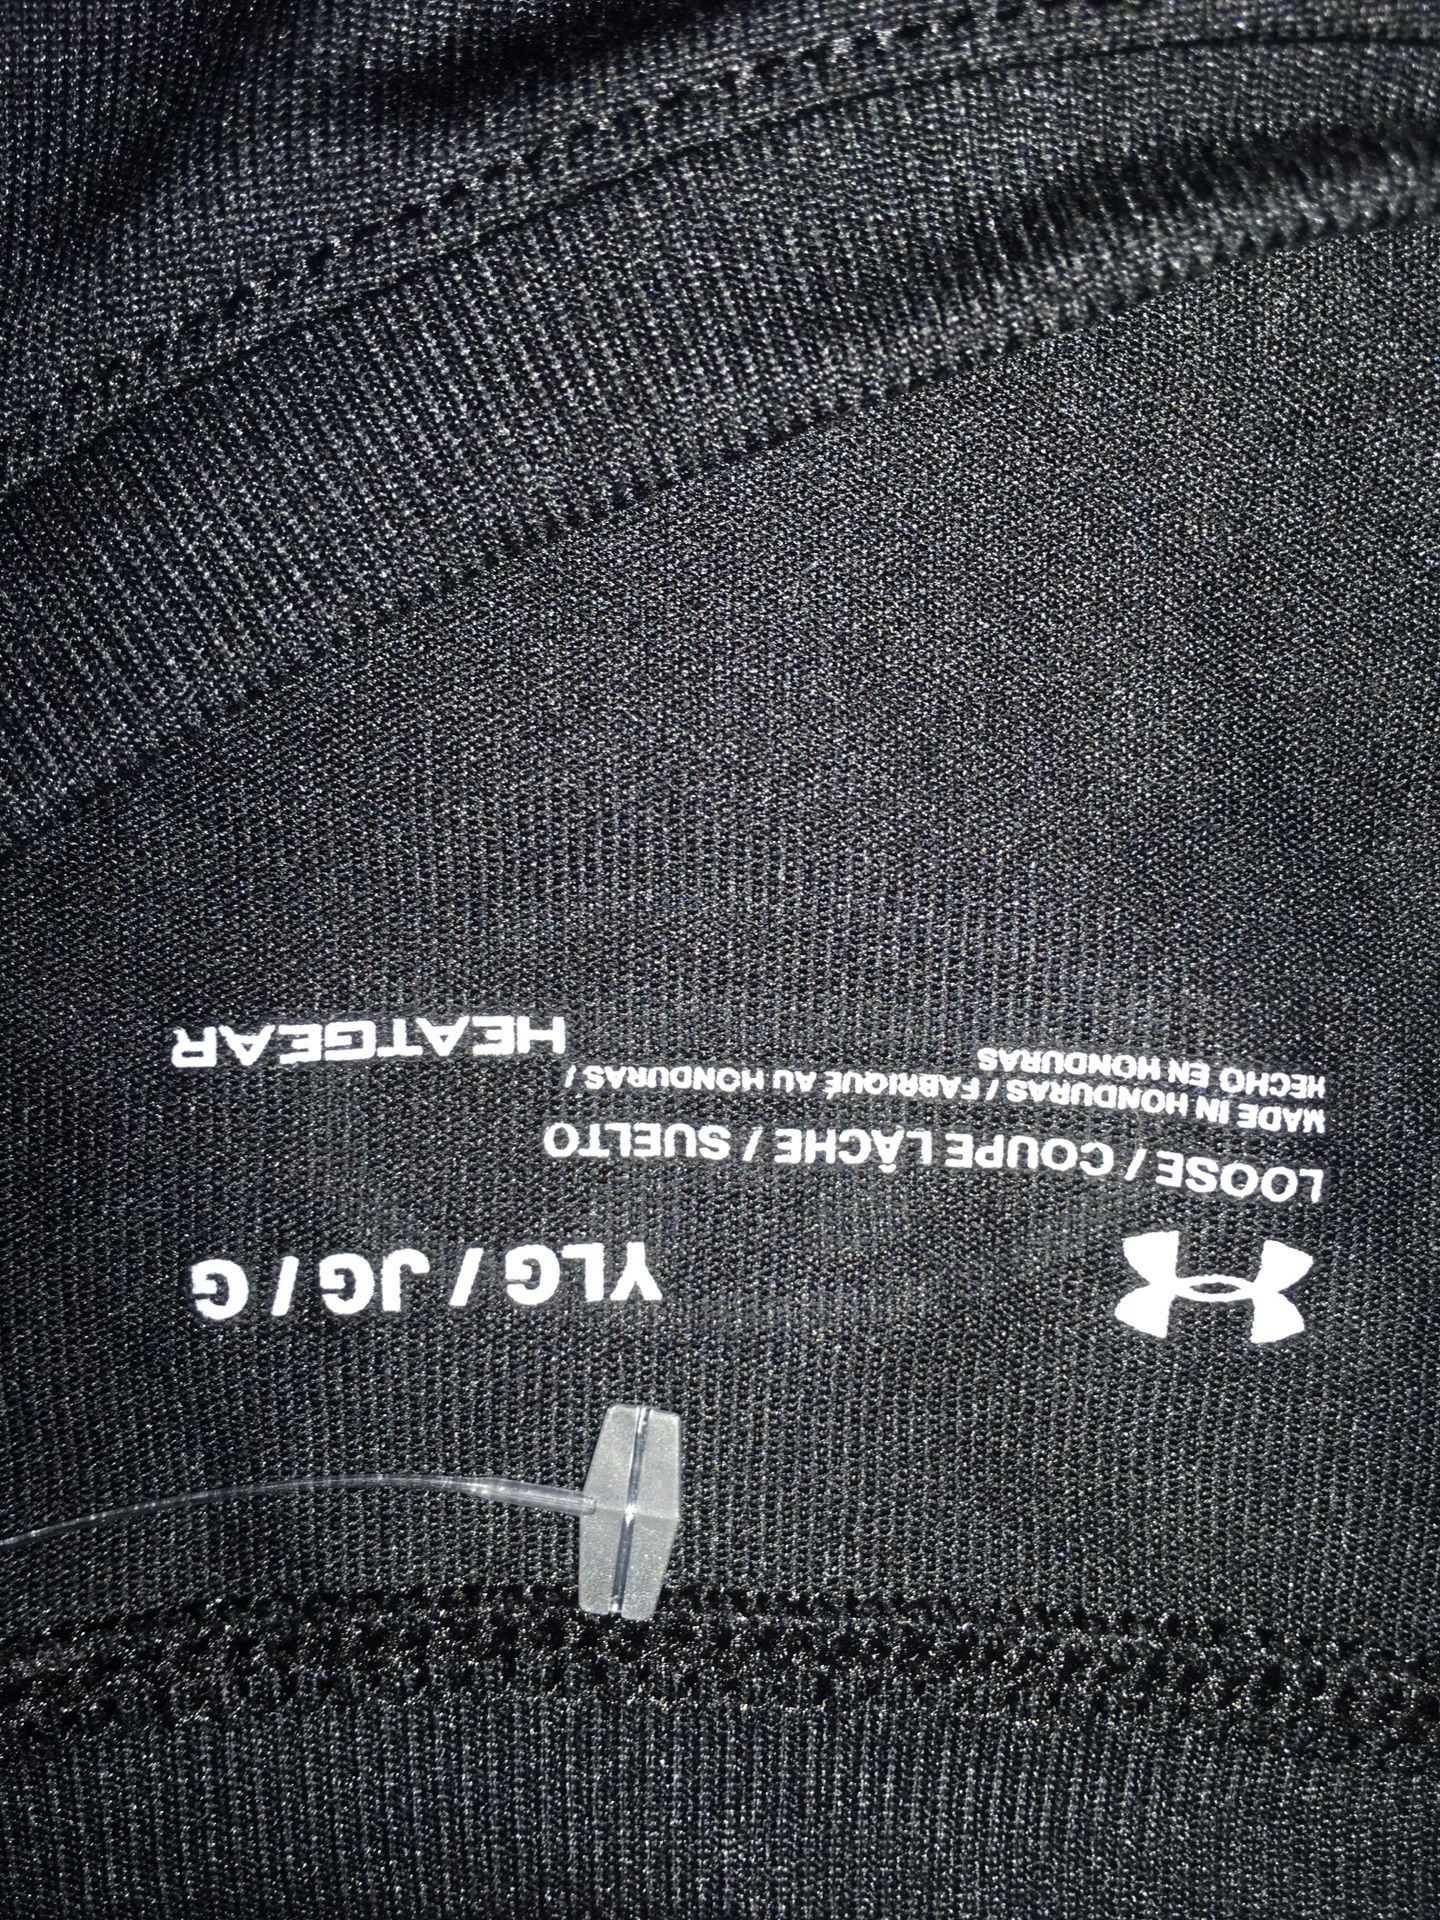 YLG / JG / G
LOOSE / COUPE LÂCHE / SUELTO
MADE IN HONDURAS / FABRIQUÉ AU HONDURAS /
HECHO EN HONDURAS
HEATGEAR